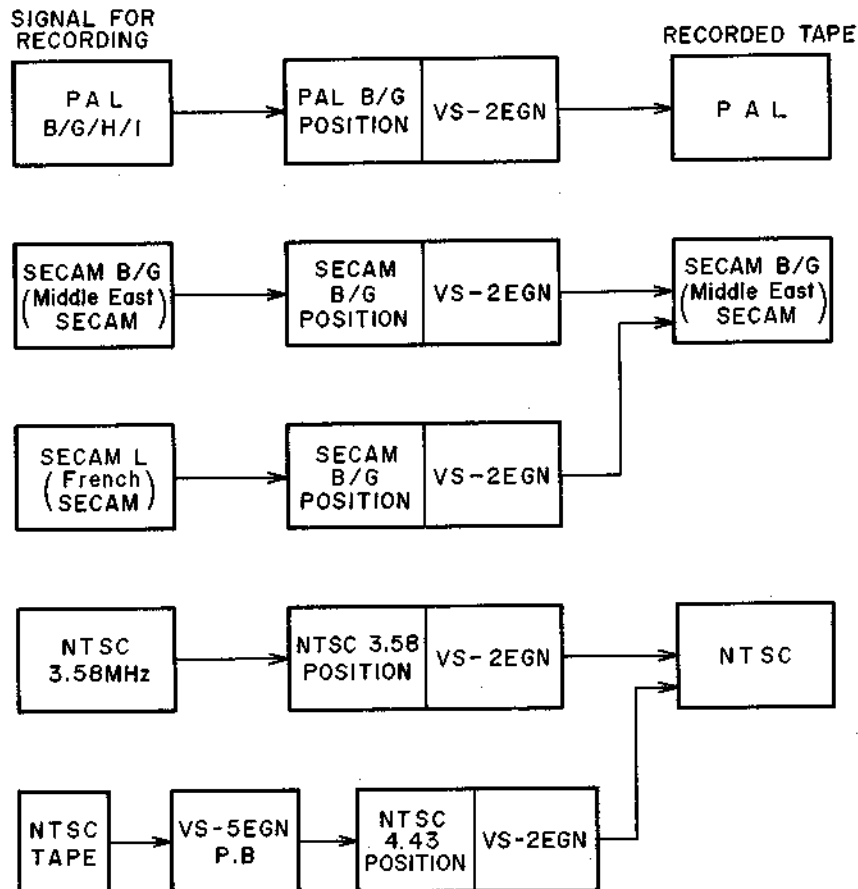 SIGNAL FOR
RECORDING
RECORDED TAPE
PAL
B/G/H/I
PAL B/G
POSITION
VS-2EGN
PAL
SECAM B/G
(Middle East)
SECAM
SECAM
B/G
POSITION
VS-2EGN
SECAM B/G
(Middle East)
SECAM
SECAM L
(French)
SECAM
SECAM
B/G
POSITION
VS-2EGN
NTSC
3.58MHz
NTSC 3.58
POSITION
VS-2EGN
NTSC
NTSC
TAPE
VS-5EGN
P.B
NTSC
4.43
POSITION
VS-2EGN